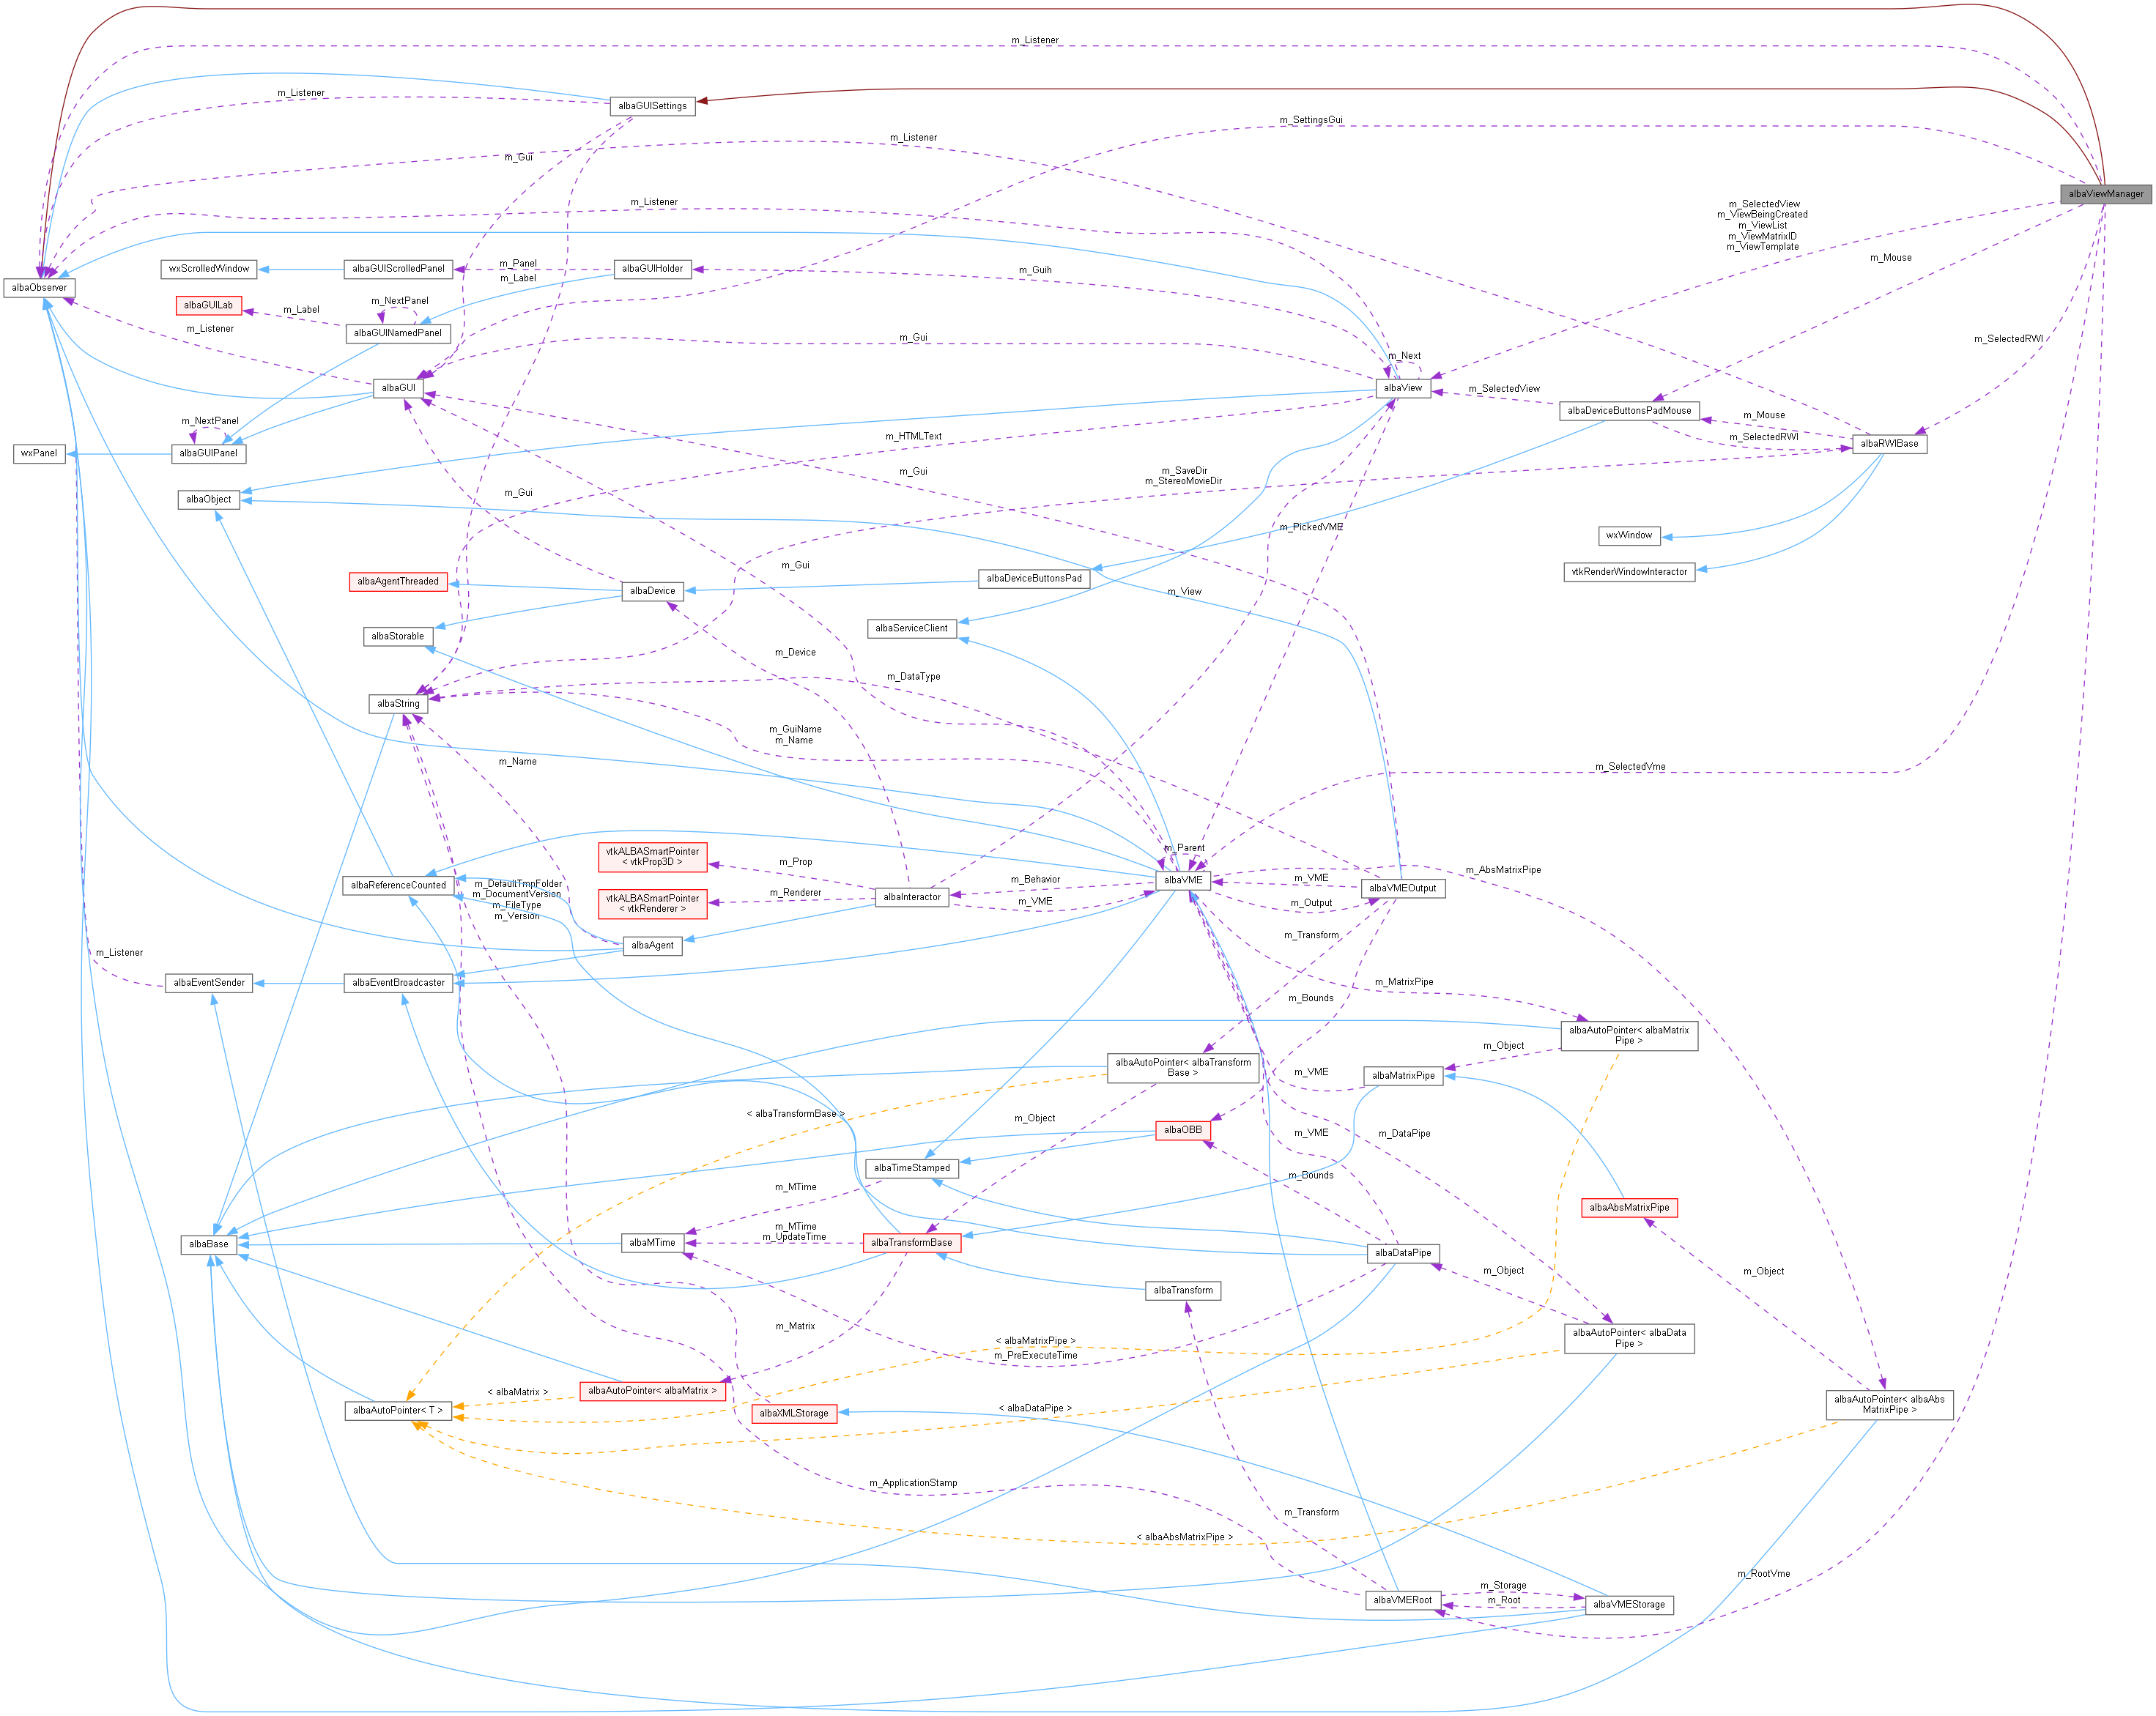 m_Listener
albaGUISettings
m_Listener
m_SettingsGui
m_Listener
m_Gui
albaViewManager
m_Listener
m_SelectedView
m_ViewBeingCreated
m_ViewList
m_ViewMatrixID
m_ViewTemplate
m_Mouse
wxScrolledWindow
albaGUIScrolledPanel
m_Panel
albaGUIHolder
m_Label
m_Guih
albaObserver
albaGUILab
m_Label
m_NextPanel
albaGUINamedPanel
m_Listener
m_Gui
m_SelectedRWI
m_Next
albaGUI
albaView
m_SelectedView
albaDeviceButtonsPadMouse
m_Mouse
m_NextPanel
m_HTMLText
m_SelectedRWI
albaRWIBase
wxPanel
albaGUIPanel
m_Gui
m_SaveDir
m_StereoMovieDir
albaObject
m_Gui
m_PickedVME
wxWindow
m_Gui
albaAgentThreaded
albaDevice
albaDeviceButtonsPad
vtkRenderWindowInteractor
m_View
albaStorable
albaServiceClient
m_Device
m_DataType
albaString
m_GuiName
m_Name
m_Name
m_SelectedVme
m_Parent
vtkALBASmartPointer
< vtkProp3D >
m_Prop
m_AbsMatrixPipe
albaReferenceCounted
m_DefaultTmpFolder
m_DocumentVersion
m_FileType
m_Version
m_Behavior
albaVME
m_VME
albaVMEOutput
vtkALBASmartPointer
< vtkRenderer >
m_Renderer
albaInteractor
m_VME
m_Output
albaAgent
m_Transform
m_Listener
albaEventSender
albaEventBroadcaster
m_MatrixPipe
m_Bounds
albaAutoPointer< albaMatrix
Pipe >
m_Object
albaAutoPointer< albaTransform
Base >
m_VME
albaMatrixPipe
< albaTransformBase >
m_Object
albaOBB
m_VME
m_DataPipe
albaTimeStamped
m_Bounds
m_MTime
albaAbsMatrixPipe
albaBase
albaMTime
m_MTime
m_UpdateTime
albaTransformBase
albaDataPipe
m_Object
m_Object
albaTransform
m_Matrix
< albaMatrixPipe >
m_PreExecuteTime
albaAutoPointer< albaData
Pipe >
albaAutoPointer< T >
< albaMatrix >
albaAutoPointer< albaMatrix >
albaXMLStorage
< albaDataPipe >
albaAutoPointer< albaAbs
MatrixPipe >
m_ApplicationStamp
m_Transform
< albaAbsMatrixPipe >
m_RootVme
albaVMERoot
m_Storage
m_Root
albaVMEStorage